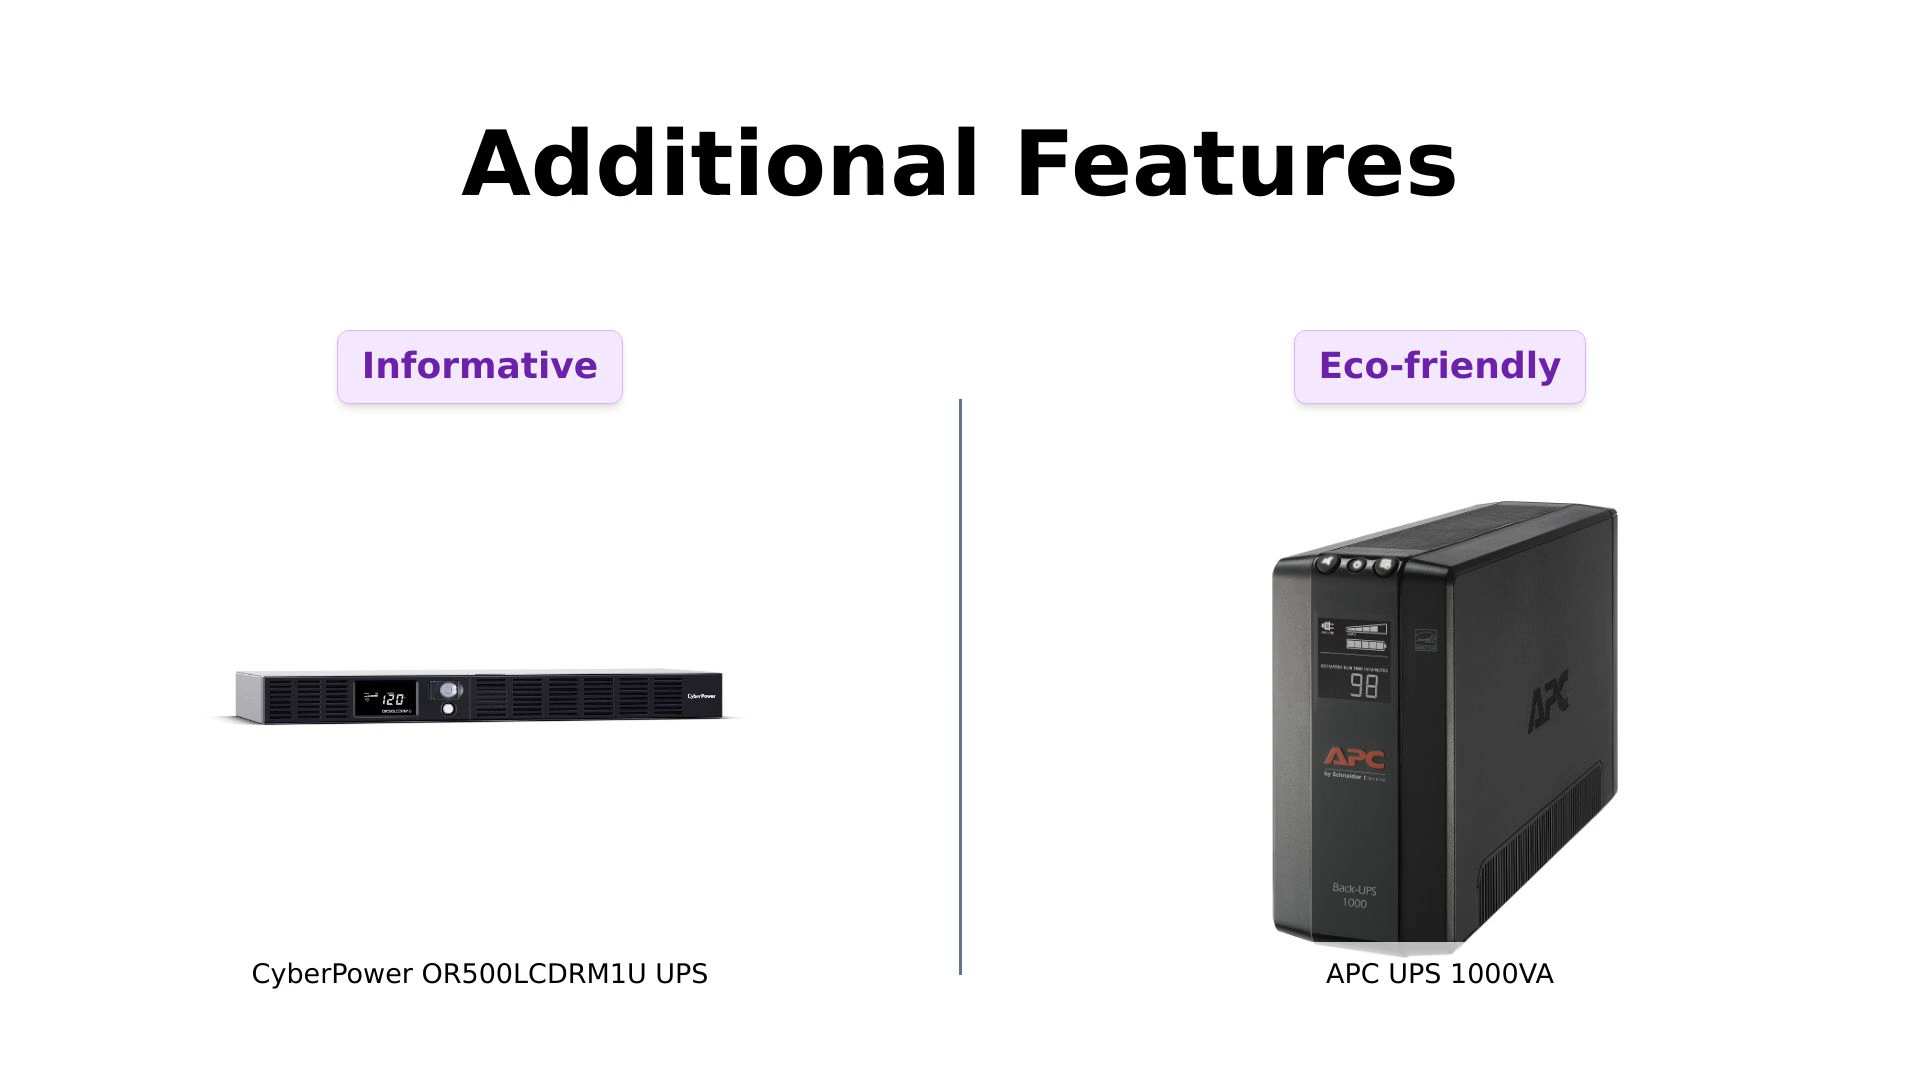 Additional Features
Informative
Eco-friendly
120
OR500LCDRM1U
CyberPower
98
APC
by Schneider Electric
APC
Back-UPS
1000
CyberPower OR500LCDRM1U UPS
APC UPS 1000VA